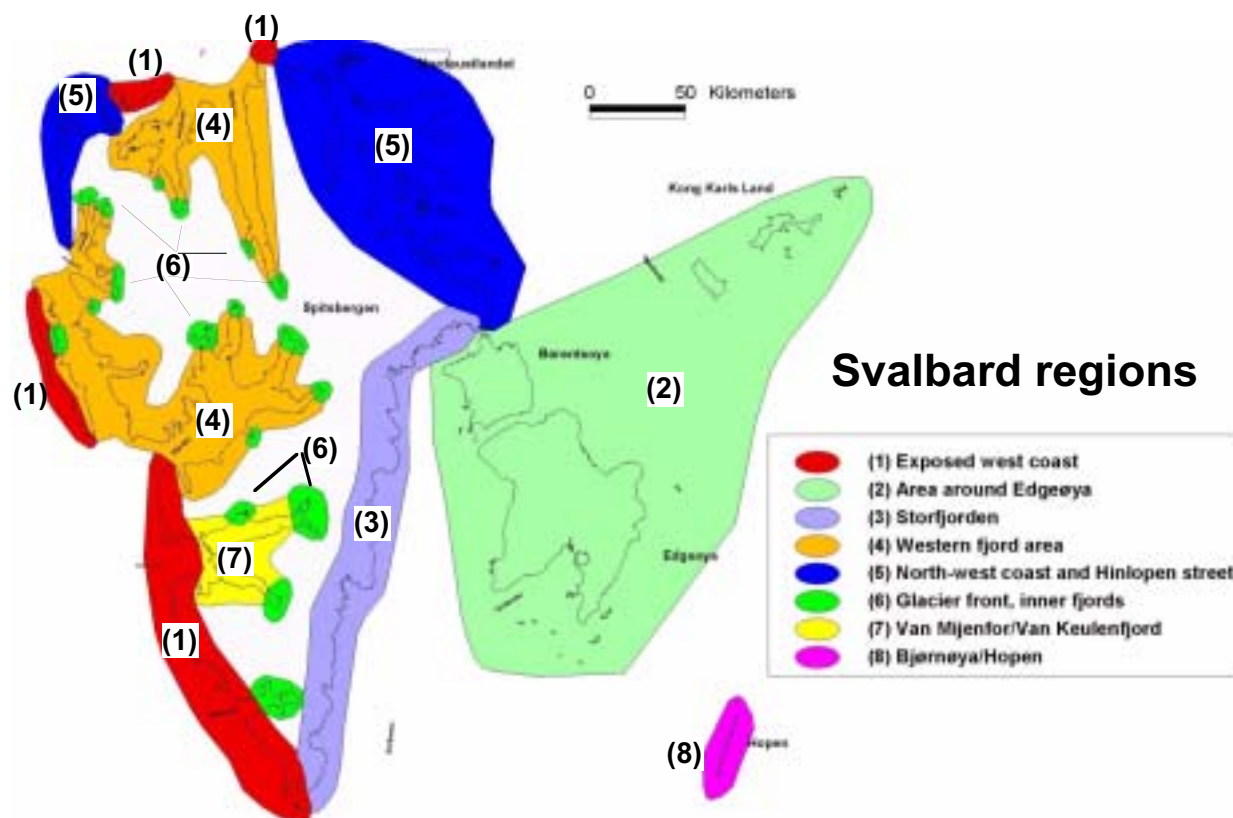 (1)
(1)
(5)
(4)
(5)
0 50 Kilometers
Kong Karls Land
(6)
Spitsbergen
Barentsøya
(2)
Svalbard regions
(1)
(4)
(6)
(3)
(7)
Edgeøya
(1)
(8)
Hopen
(1) Exposed west coast
(2) Area around Edgeøya
(3) Storfjorden
(4) Western fjord area
(5) North-west coast and Hinlopen street
(6) Glacier front, inner fjords
(7) Van Mijenfor/Van Keulenfjord
(8) Bjørnøya/Hopen